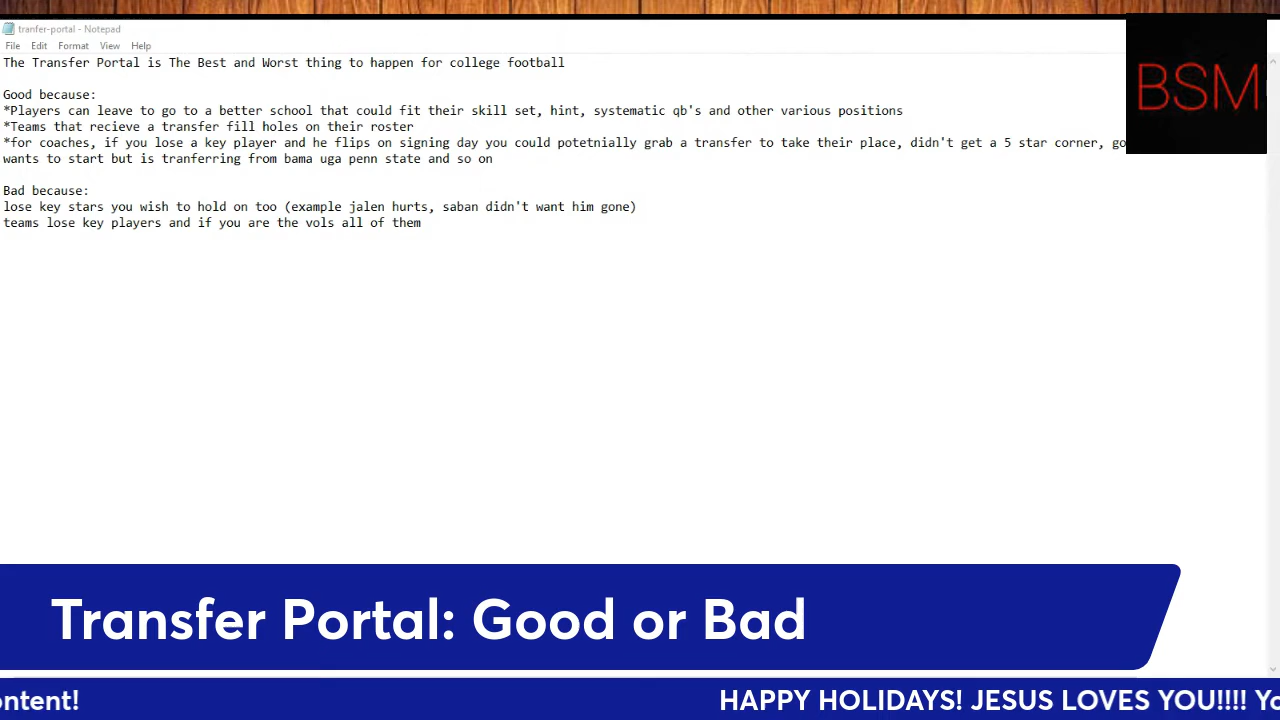 tranfer-portal - Notepad
File Edit Format View Help
The Transfer Portal is The Best and Worst thing to happen for college football
Good because:
*Players can leave to go to a better school that could fit their skill set, hint, systematic qb's and other various positions
*Teams that recieve a transfer fill holes on their roster
*for coaches, if you lose a key player and he flips on signing day you could potetnially grab a transfer to take their place, didn't get a 5 star corner, go
wants to start but is tranferring from bama uga penn state and so on
Bad because:
lose key stars you wish to hold on too (example jalen hurts, saban didn't want him gone)
teams lose key players and if you are the vols all of them
BSM
Transfer Portal: Good or Bad
ontent! HAPPY HOLIDAYS! JESUS LOVES YOU!!!! Yo